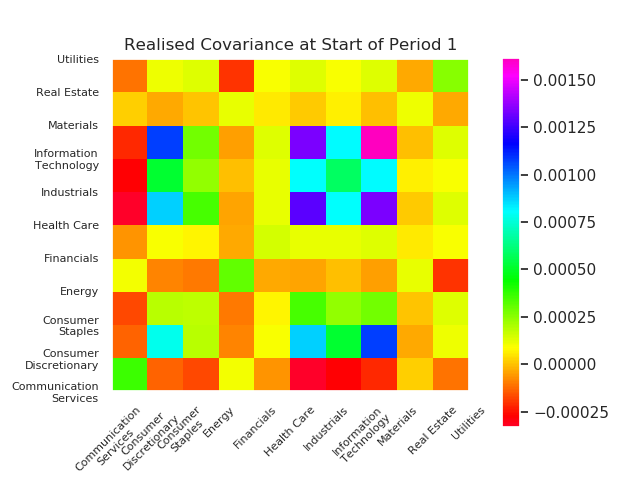 Realised Covariance at Start of Period 1
Utilities
Real Estate
Materials
Information
Technology
Industrials
Health Care
Financials
Energy
Consumer
Staples
Consumer
Discretionary
Communication
Services
0.00150
0.00125
0.00100
0.00075
0.00050
0.00025
0.00000
−0.00025
Communication
Services
Consumer
Discretionary
Consumer
Staples
Energy
Financials
Health Care
Industrials
Information
Technology
Materials
Real Estate
Utilities